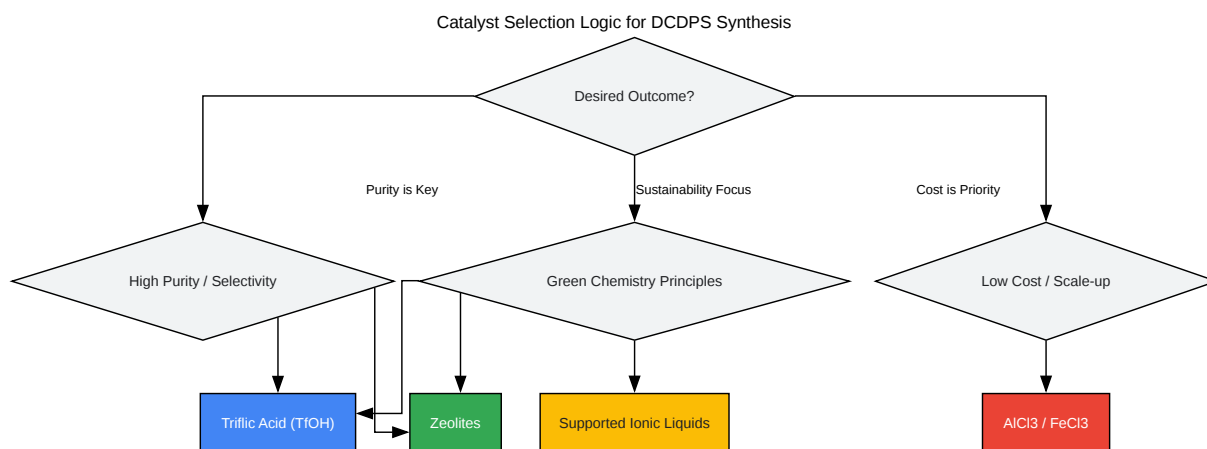 Catalyst Selection Logic for DCDPS Synthesis
Desired Outcome?
Purity is Key
Sustainability Focus
Cost is Priority
High Purity / Selectivity
Green Chemistry Principles
Low Cost / Scale-up
Triflic Acid (TfOH)
Zeolites
Supported Ionic Liquids
AlCl3 / FeCl3